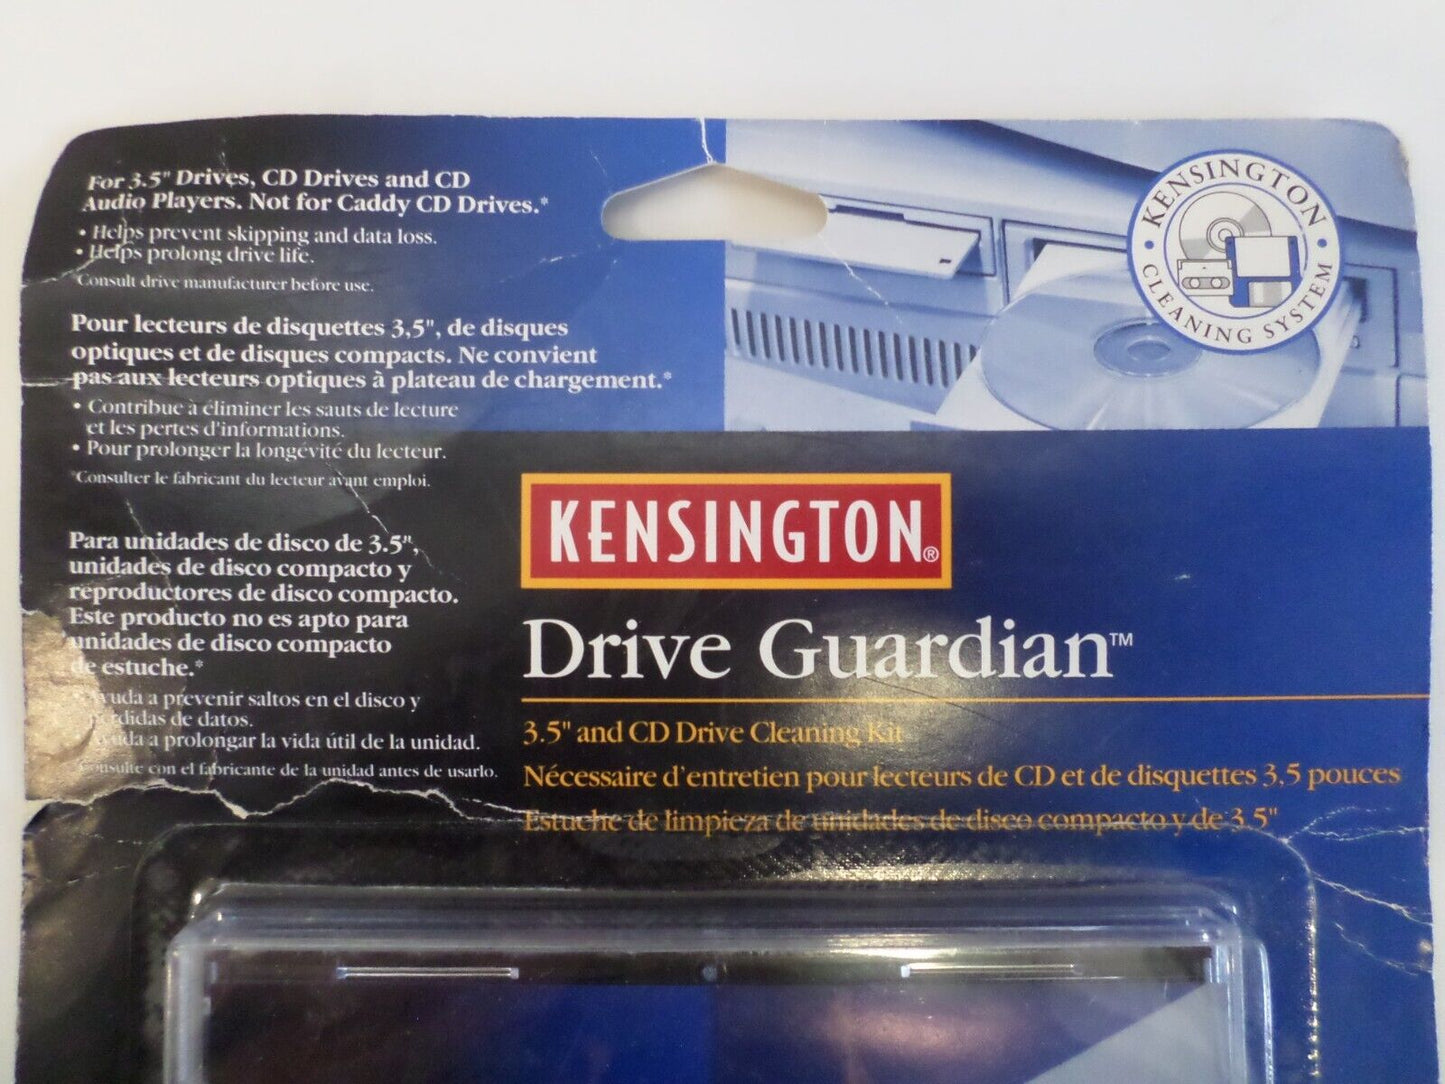 For 3.5" Drives, CD Drives and CD
Audio Players. Not for Caddy CD Drives.*
• Helps prevent skipping and data loss.
• Helps prolong drive life.
*Consult drive manufacturer before use.
Pour lecteurs de disquettes 3,5", de disques
optiques et de disques compacts. Ne convient
pas aux lecteurs optiques à plateau de chargement.*
• Contribue à éliminer les sauts de lecture
et les pertes d'informations.
• Pour prolonger la longévité du lecteur.
*Consulter le fabricant du lecteur avant emploi.
Para unidades de disco de 3.5",
unidades de disco compacto y
reproductores de disco compacto.
Este producto no es apto para
unidades de disco compacto
de estuche.*
• Ayuda a prevenir saltos en el disco y
pérdidas de datos.
• Ayuda a prolongar la vida útil de la unidad.
*Consulte con el fabricante de la unidad antes de usarlo.
KENSINGTON
• CLEANING SYSTEM •
KENSINGTON®
Drive Guardian™
3.5" and CD Drive Cleaning Kit
Nécessaire d'entretien pour lecteurs de CD et de disquettes 3,5 pouces
Estuche de limpieza de unidades de disco compacto y de 3.5"